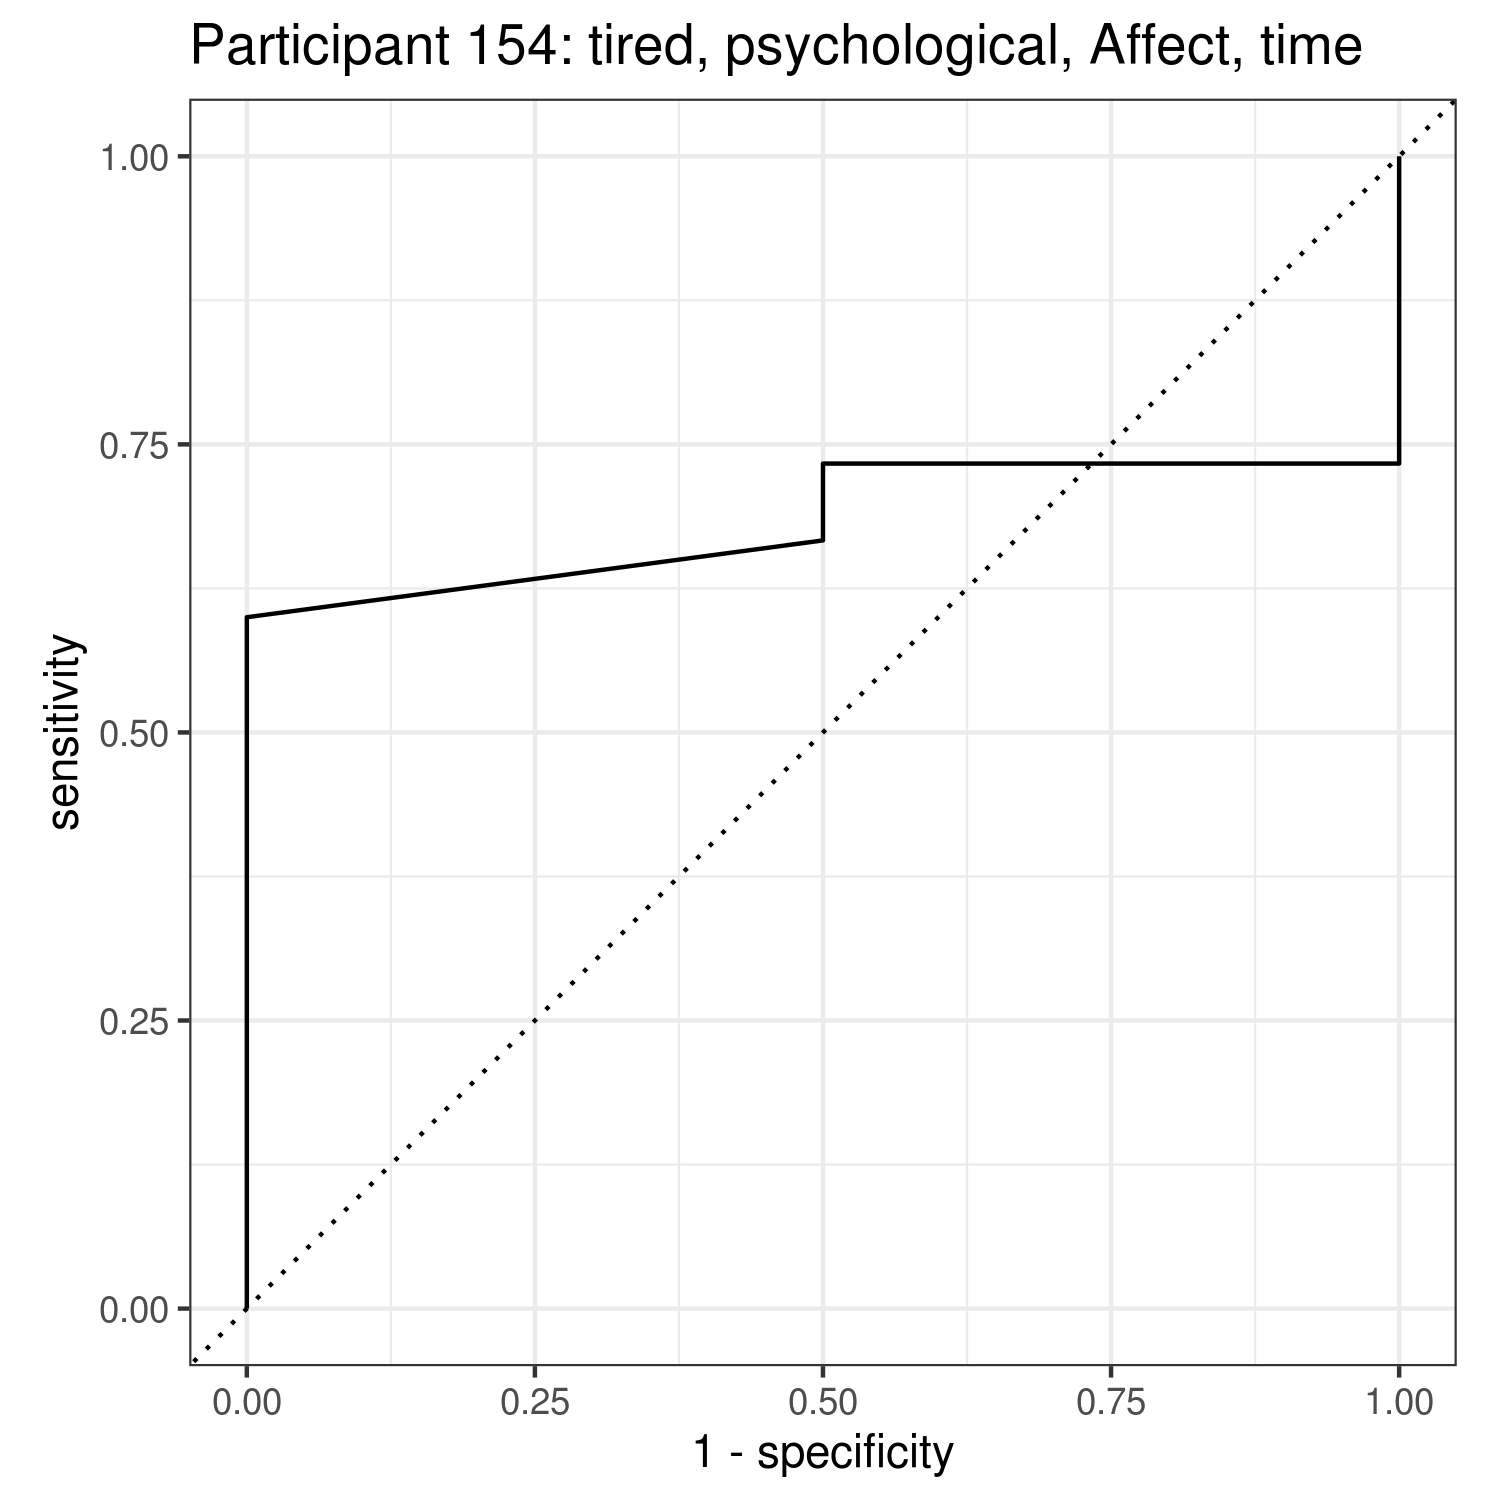 Participant 154: tired, psychological, Affect, time
1.00
0.75
0.50
0.25
0.00
sensitivity
0.00 0.25 0.50 0.75 1.00
1 - specificity